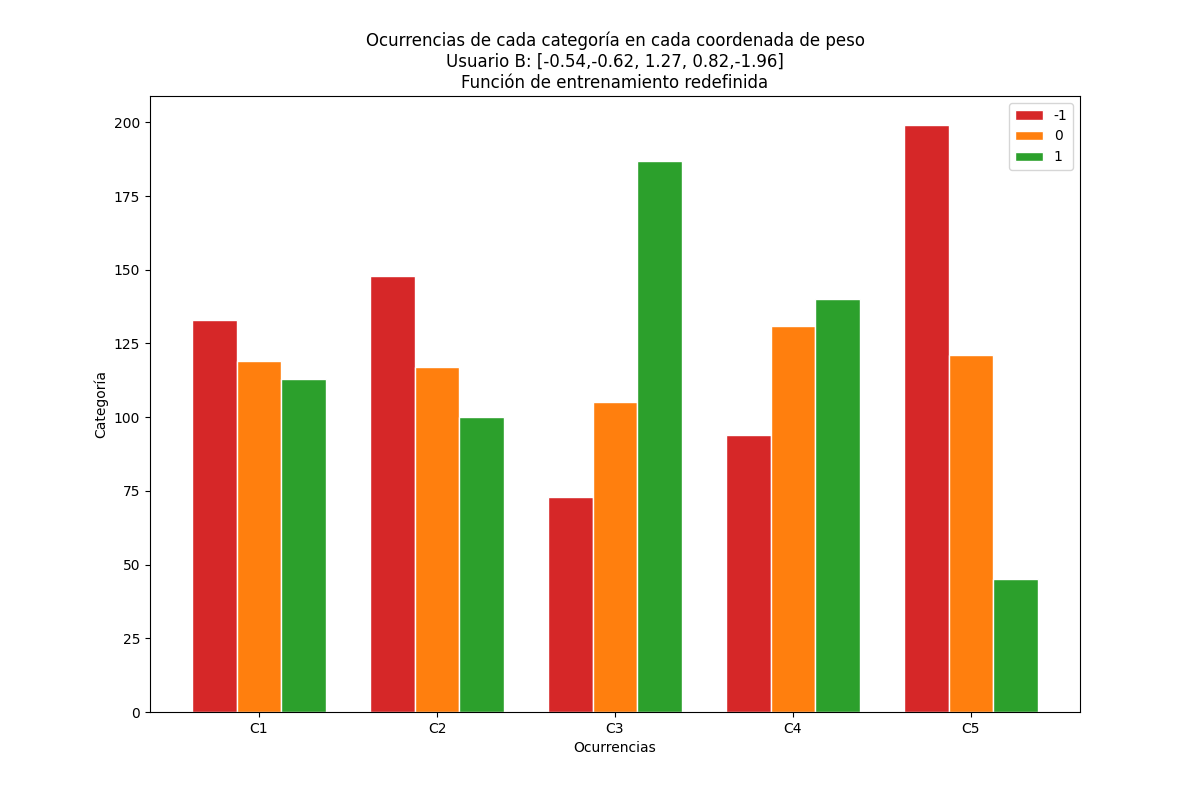 Ocurrencias de cada categoría en cada coordenada de peso
Usuario B: [-0.54,-0.62, 1.27, 0.82,-1.96]
Función de entrenamiento redefinida
-1
0
1
200
175
150
125
100
75
50
25
0
Categoría
C1 C2 C3 C4 C5
Ocurrencias